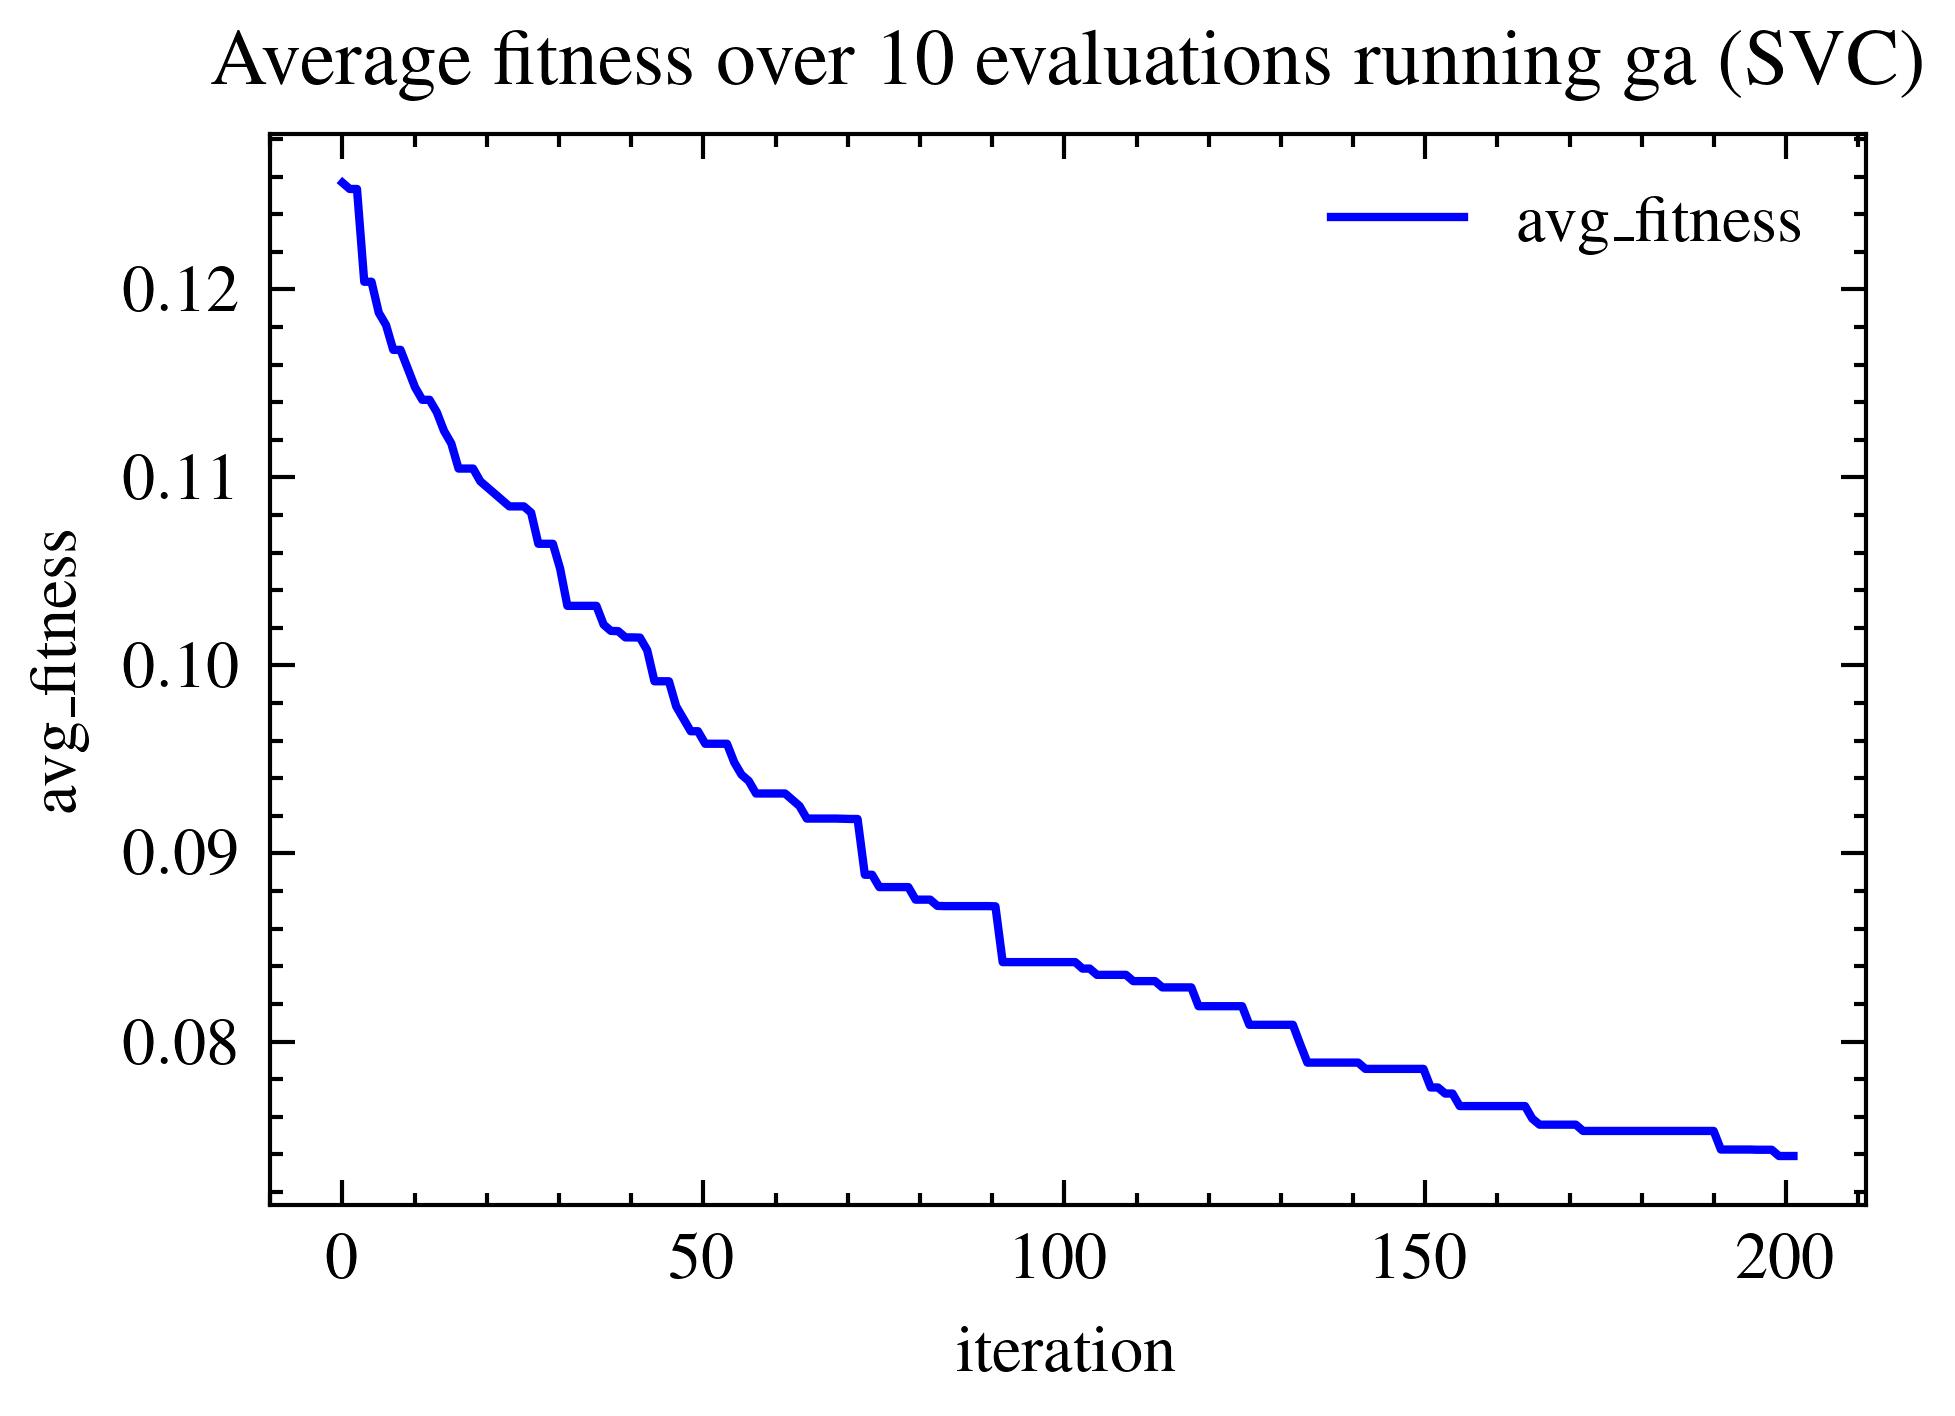 Average fitness over 10 evaluations running ga (SVC)
avg_fitness
0.12
0.11
0.10
0.09
0.08
avg_fitness
0 50 100 150 200
iteration